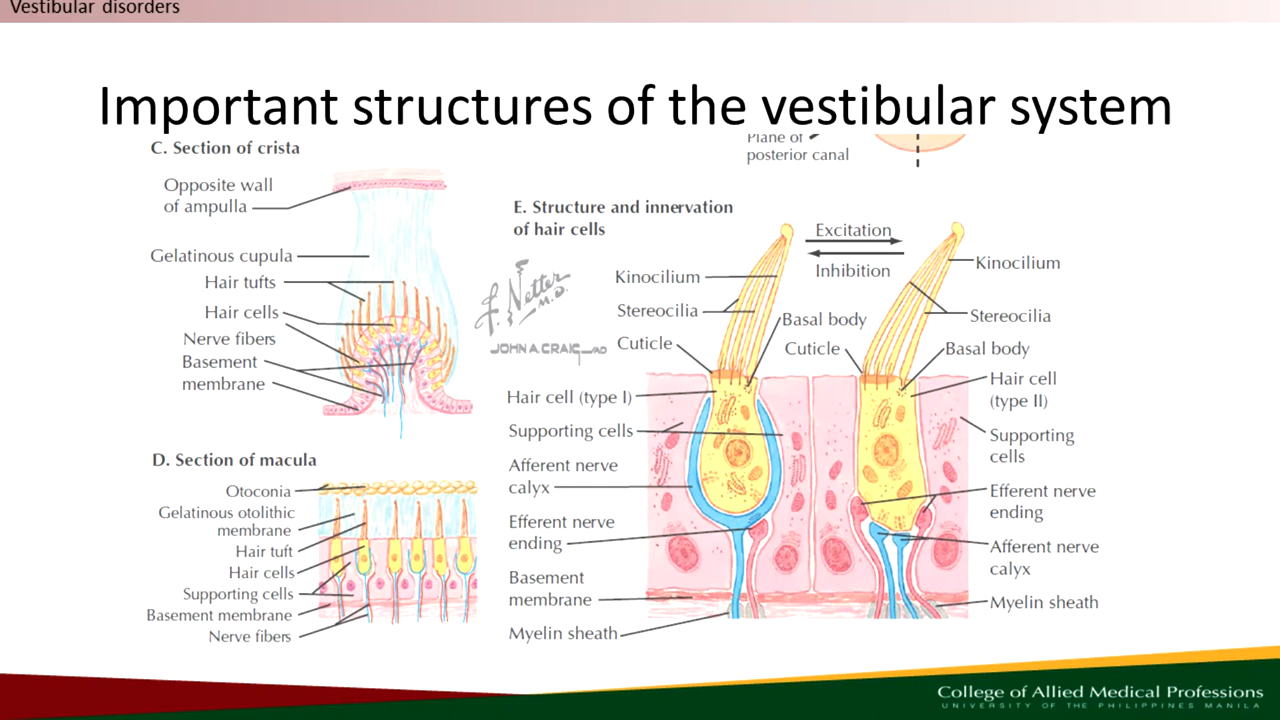 Vestibular disorders
Important structures of the vestibular system
C. Section of crista
Opposite wall
of ampulla
Gelatinous cupula
Hair tufts
Hair cells
Nerve fibers
Basement
membrane
D. Section of macula
Otoconia
Gelatinous otolithic
membrane
Hair tuft
Hair cells
Supporting cells
Basement membrane
Nerve fibers
Plane of
posterior canal
E. Structure and innervation
of hair cells
Excitation
Inhibition
Kinocilium
Stereocilia
Cuticle
Basal body
Hair cell (type I)
Supporting cells
Afferent nerve
calyx
Efferent nerve
ending
Basement
membrane
Myelin sheath
Kinocilium
Stereocilia
Cuticle
Basal body
Hair cell
(type II)
Supporting
cells
Efferent nerve
ending
Afferent nerve
calyx
Myelin sheath
F. Netter
M.D.
JOHN A. CRAIG MD
College of Allied Medical Professions
UNIVERSITY OF THE PHILIPPINES MANILA